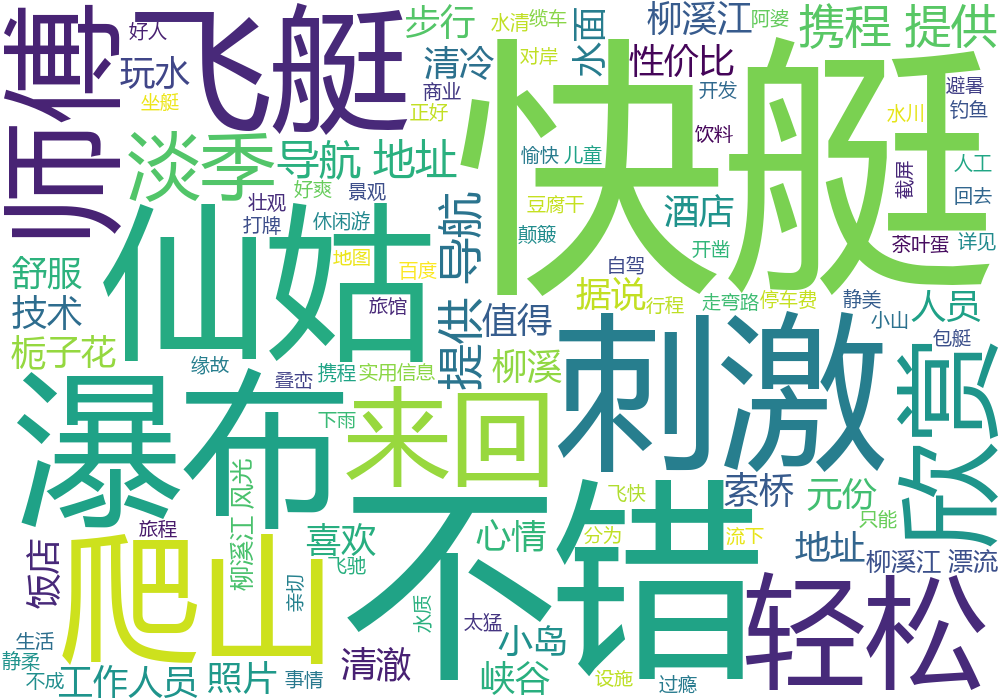 好人
飞艇
步行
水清
缆车
水面
柳溪江
阿婆
携程 提供
师傅
玩水
清冷
对岸
性价比
快艇
坐艇
商业
正好
开发
避暑
钓鱼
水川
饮料
淡季
导航 地址
愉快 儿童
人工
截屏
回去
好爽
景观
壮观
打牌
休闲游
导航
豆腐干
酒店
颠簸
开凿
茶叶蛋
详见
仙姑
地图
百度
舒服
自驾
据说
行程
走弯路
停车费
静美
人员
技术
旅馆
提供
值得
小山
包艇
栀子花
缘故
叠峦
携程
实用信息
柳溪
刺激
欣赏
瀑布
来回
下雨
柳溪江 风光
飞快
索桥
元份
旅程
喜欢
心情
不错
分为
流下
只能
地址
柳溪江 漂流
饭店
爬山
飞驰
亲切
水质
太猛
小岛
轻松
生活
静柔
不成
工作人员
照片
事情
清澈
峡谷
设施
过瘾